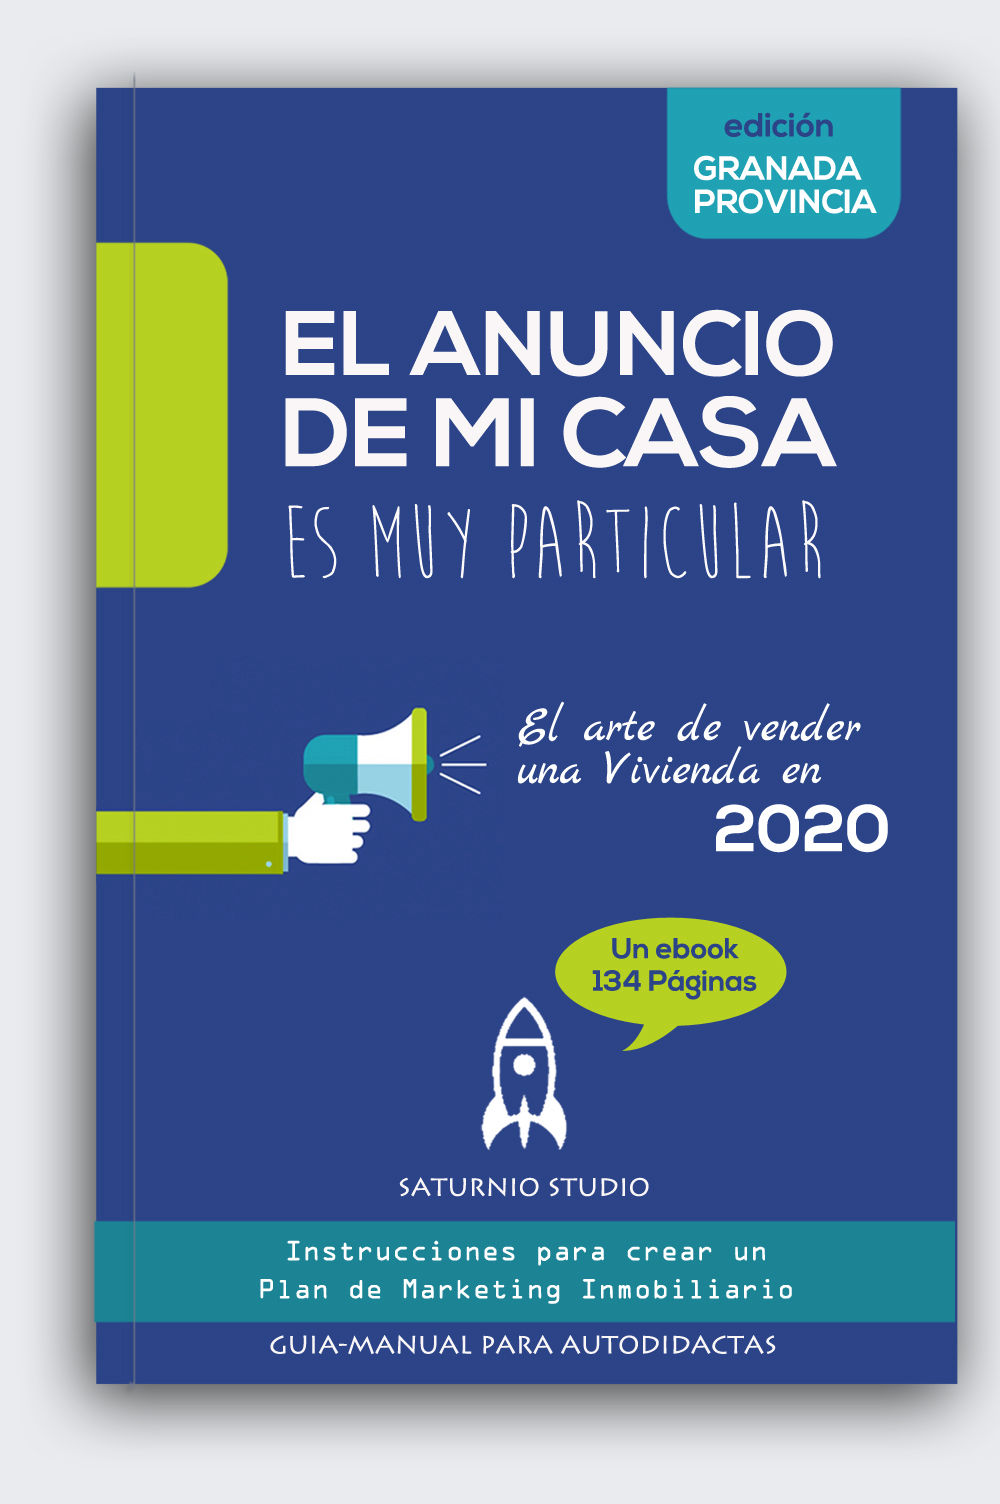 edición
GRANADA
PROVINCIA
EL ANUNCIO
DE MI CASA
ES MUY PARTICULAR
El arte de vender
una Vivienda en
2020
Un ebook
134 Páginas
SATURNIO STUDIO
Instrucciones para crear un
Plan de Marketing Inmobiliario
GUIA-MANUAL PARA AUTODIDACTAS